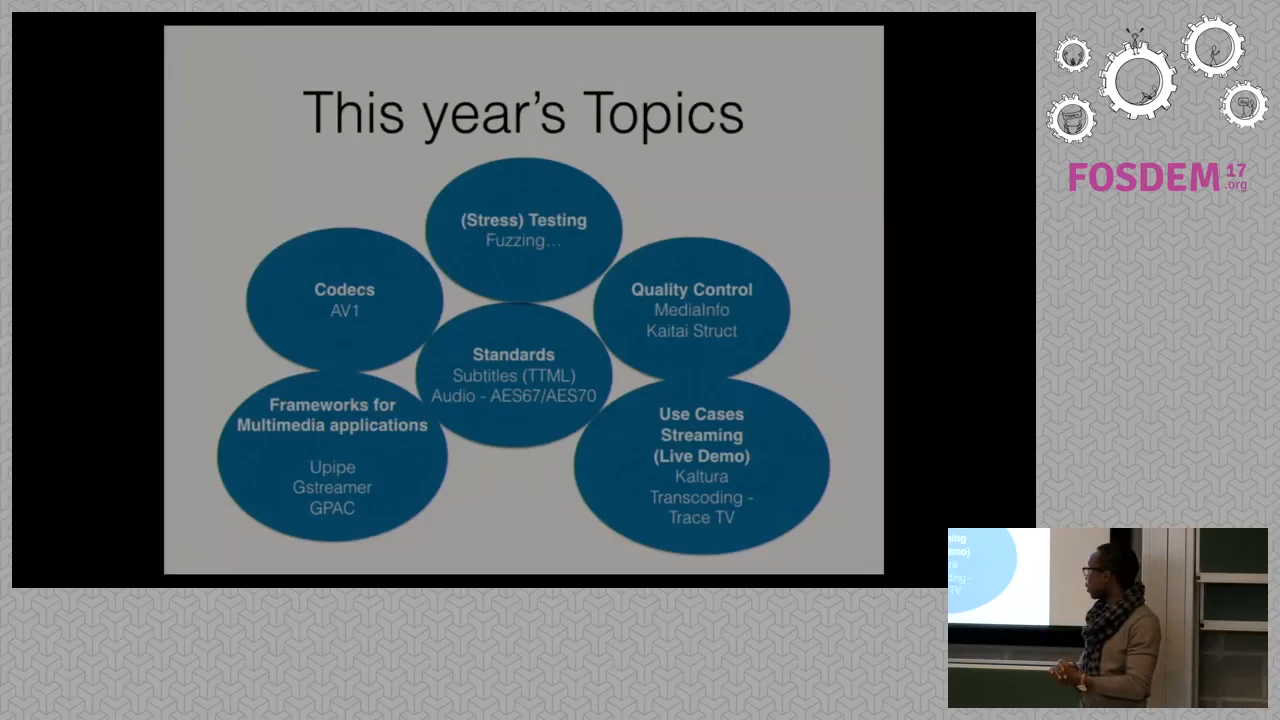 This year's Topics
(Stress) Testing
Fuzzing...
Codecs
AV1
Quality Control
MediaInfo
Kaitai Struct
Standards
Subtitles (TTML)
Audio - AES67/AES70
Frameworks for
Multimedia applications
Upipe
Gstreamer
GPAC
Use Cases
Streaming
(Live Demo)
Kaltura
Transcoding -
Trace TV
FOSDEM 17
.org
TV